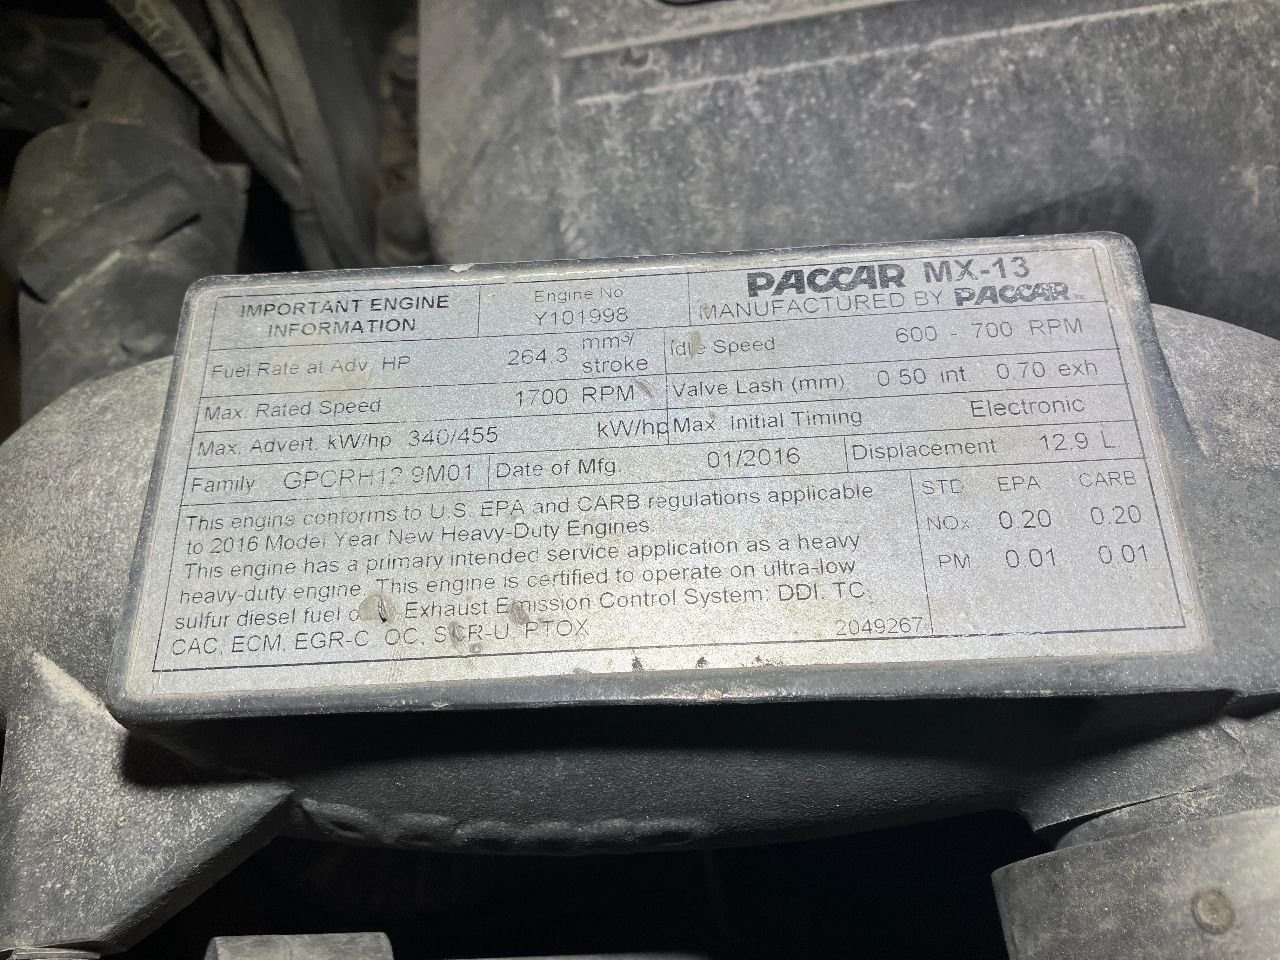 IMPORTANT ENGINE INFORMATION
Engine No
Y101998
PACCAR MX-13
MANUFACTURED BY PACCAR Inc
Fuel Rate at Adv. HP 264.3 mm³/stroke
Idle Speed 600 - 700 RPM
Max. Rated Speed 1700 RPM
Valve Lash (mm) 0.50 int. 0.70 exh
Max. Advert. kW/hp 340/455 kW/hp
Max. Initial Timing Electronic
Family GPCRH12.9M01
Date of Mfg. 01/2016
Displacement 12.9 L
This engine conforms to U.S. EPA and CARB regulations applicable
to 2016 Model Year New Heavy-Duty Engines
This engine has a primary intended service application as a heavy
heavy-duty engine. This engine is certified to operate on ultra-low
sulfur diesel fuel Exhaust Emission Control System: DDI, TC,
CAC, ECM, EGR-C, OC, SCR-U, PTOX
2049267
STD EPA CARB
NOx 0.20 0.20
PM 0.01 0.01